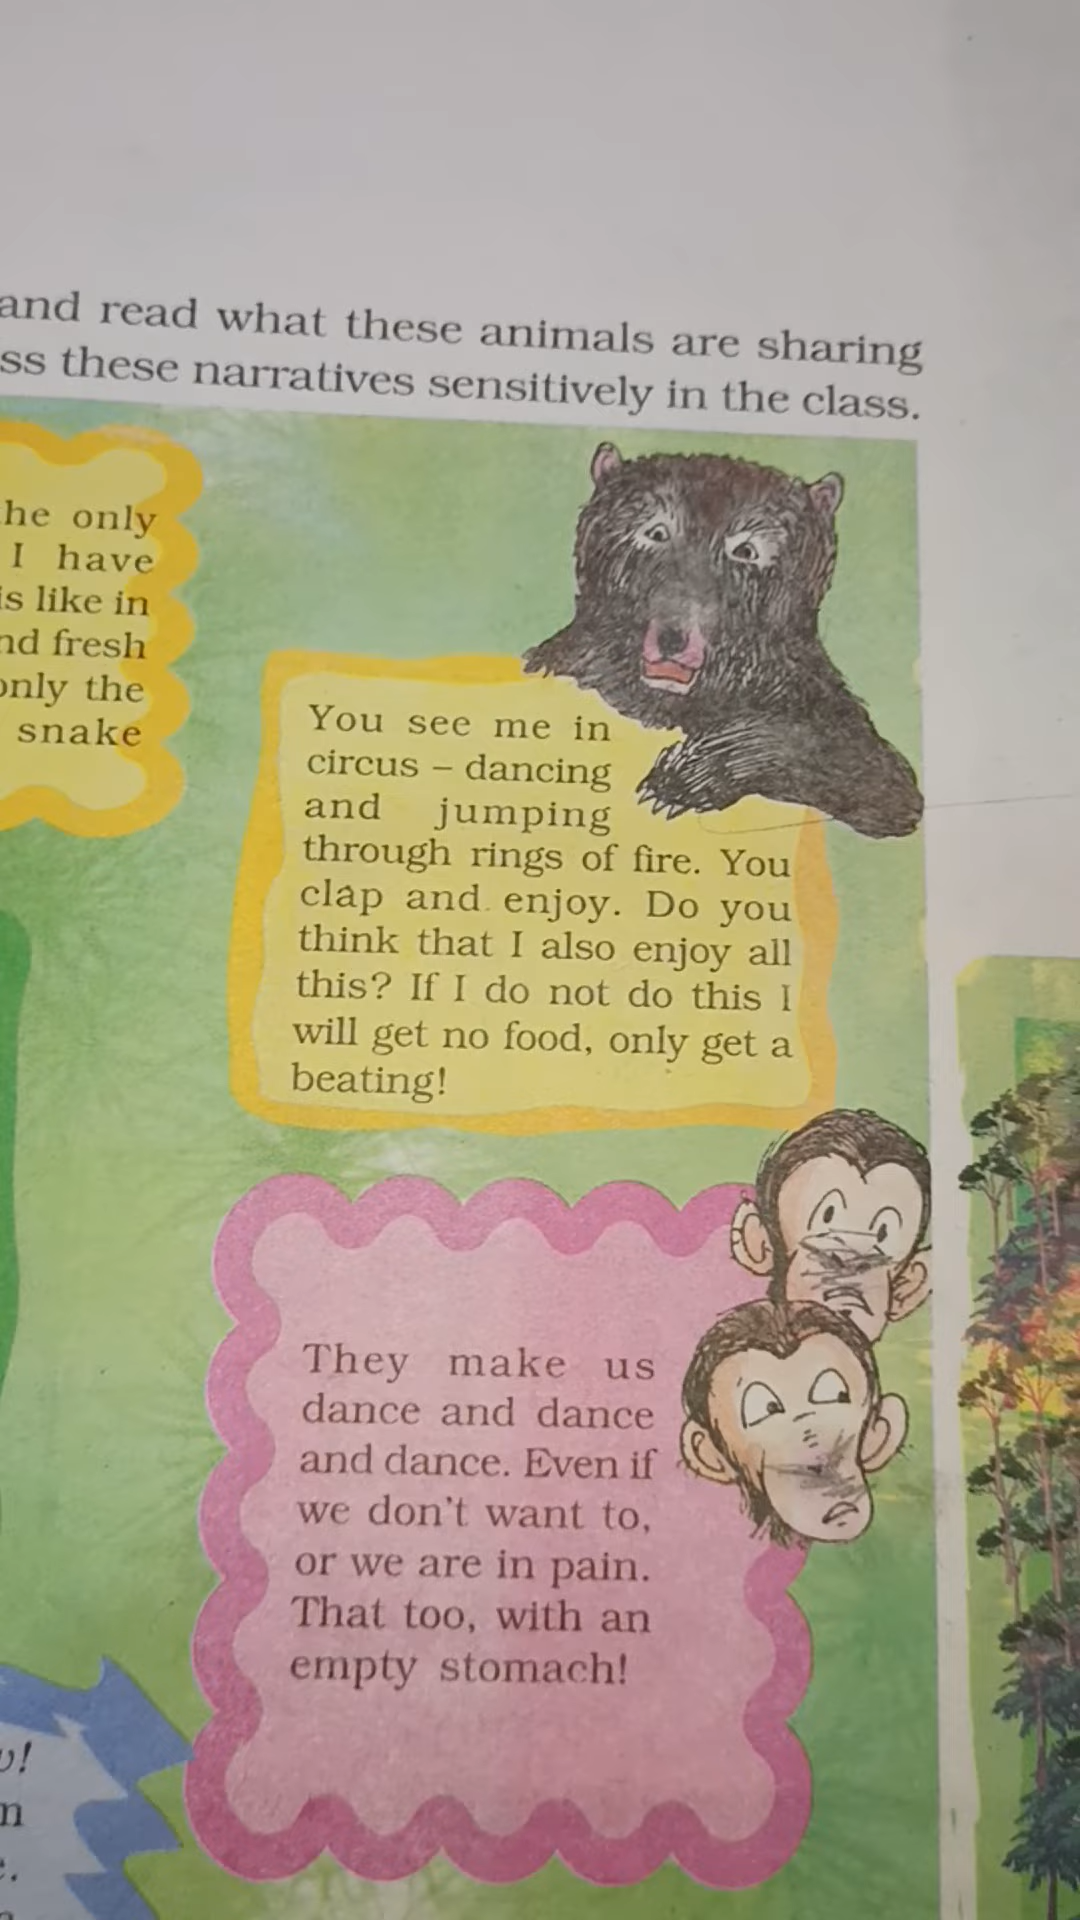 and read what these animals are sharing
these narratives sensitively in the class.
only
I have
is like in
fresh
the
snake
You see me in
circus – dancing
and jumping
through rings of fire. You
clap and enjoy. Do you
think that I also enjoy all
this? If I do not do this I
will get no food, only get a
beating!
They make us
dance and dance
and dance. Even if
we don't want to,
or we are in pain.
That too, with an
empty stomach!